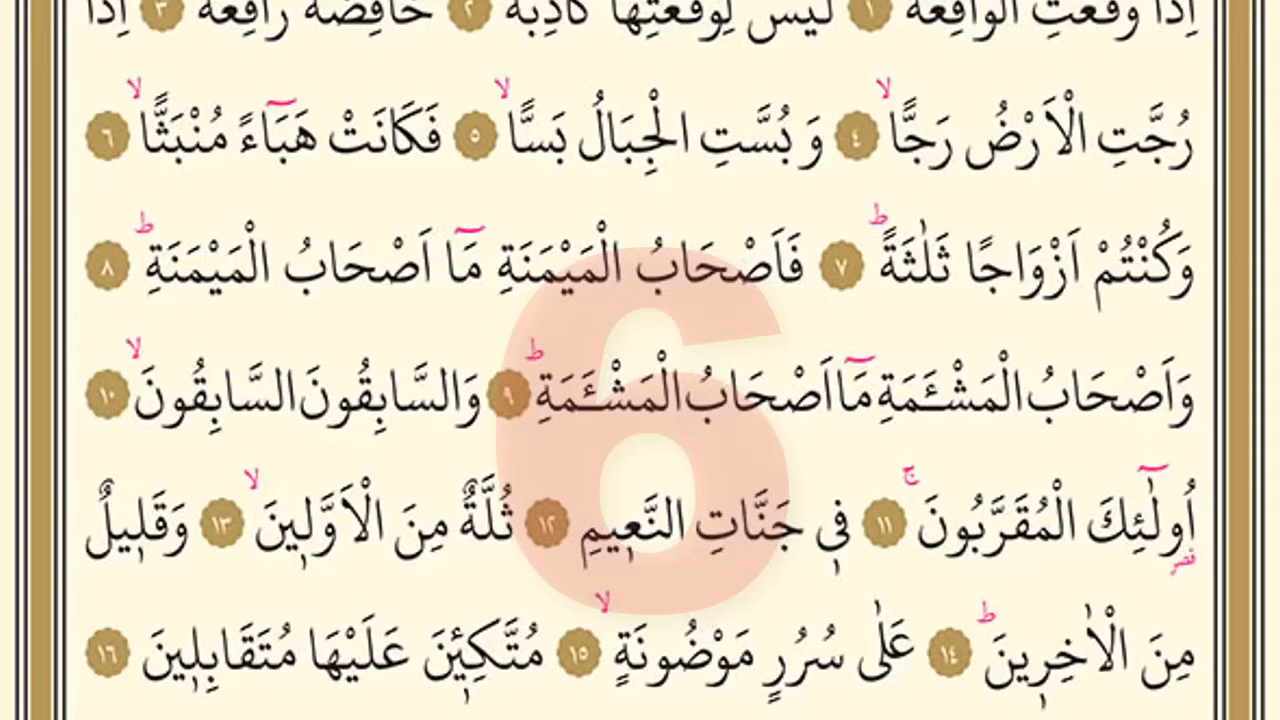 اِذَا وَقَعَتِ الْوَاقِعَةُ ١ لَيْسَ لِوَقْعَتِهَا كَاذِبَةٌ ٢ خَافِضَةٌ رَافِعَةٌ ٣ اِذَا
رُجَّتِ الْاَرْضُ رَجًّاۙ ٤ وَبُسَّتِ الْجِبَالُ بَسًّاۙ ٥ فَكَانَتْ هَبَٓاءً مُنْبَثًّاۙ ٦
وَكُنْتُمْ اَزْوَاجًا ثَلٰثَةًۜ ٧ فَاَصْحَابُ الْمَيْمَنَةِ مَٓا اَصْحَابُ الْمَيْمَنَةِۜ ٨
وَاَصْحَابُ الْمَشْـَٔمَةِ مَٓا اَصْحَابُ الْمَشْـَٔمَةِۜ ٩ وَالسَّابِقُونَ السَّابِقُونَۙ ١٠
اُو۬لٰٓئِكَ الْمُقَرَّبُونَۚ ١١ ف۪ي جَنَّاتِ النَّع۪يمِ ١٢ ثُلَّةٌ مِنَ الْاَوَّل۪ينَۙ ١٣ وَقَل۪يلٌ
مِنَ الْاٰخِر۪ينَۜ ١٤ عَلٰى سُرُرٍ مَوْضُونَةٍۙ ١٥ مُتَّكِـ۪ٔينَ عَلَيْهَا مُتَقَابِل۪ينَ ١٦
6